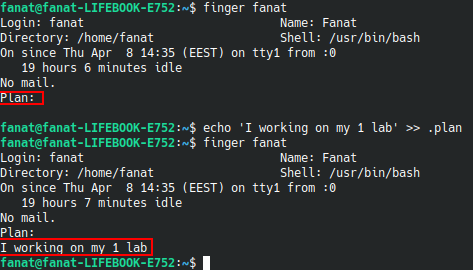 fanat@fanat-LIFEBOOK-E752:~$ finger fanat
Login: fanat                          Name: Fanat
Directory: /home/fanat                Shell: /usr/bin/bash
On since Thu Apr  8 14:35 (EEST) on tty1 from :0
   19 hours 6 minutes idle
No mail.
Plan:
fanat@fanat-LIFEBOOK-E752:~$ echo 'I working on my 1 lab' >> .plan
fanat@fanat-LIFEBOOK-E752:~$ finger fanat
Login: fanat                          Name: Fanat
Directory: /home/fanat                Shell: /usr/bin/bash
On since Thu Apr  8 14:35 (EEST) on tty1 from :0
   19 hours 7 minutes idle
No mail.
Plan:
I working on my 1 lab
fanat@fanat-LIFEBOOK-E752:~$